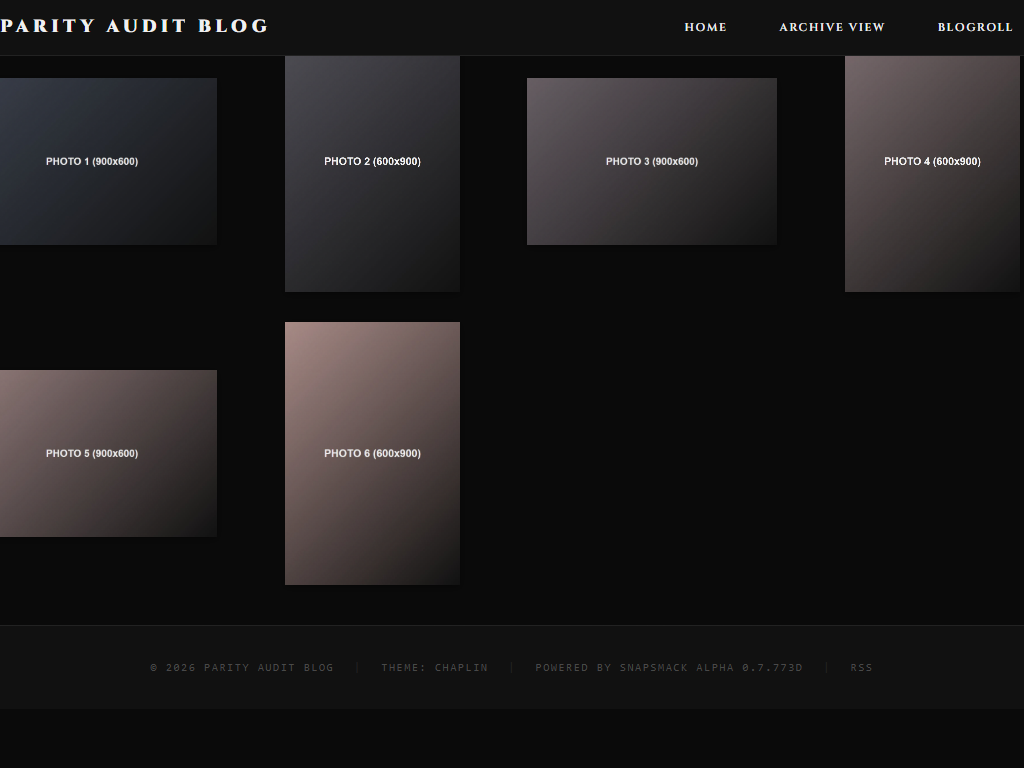 PARITY AUDIT BLOG
HOME ARCHIVE VIEW BLOGROLL
PHOTO 1 (900x600)
PHOTO 2 (600x900)
PHOTO 3 (900x600)
PHOTO 4 (600x900)
PHOTO 5 (900x600)
PHOTO 6 (600x900)
© 2026 PARITY AUDIT BLOG | THEME: CHAPLIN | POWERED BY SNAPSMACK ALPHA 0.7.773D | RSS